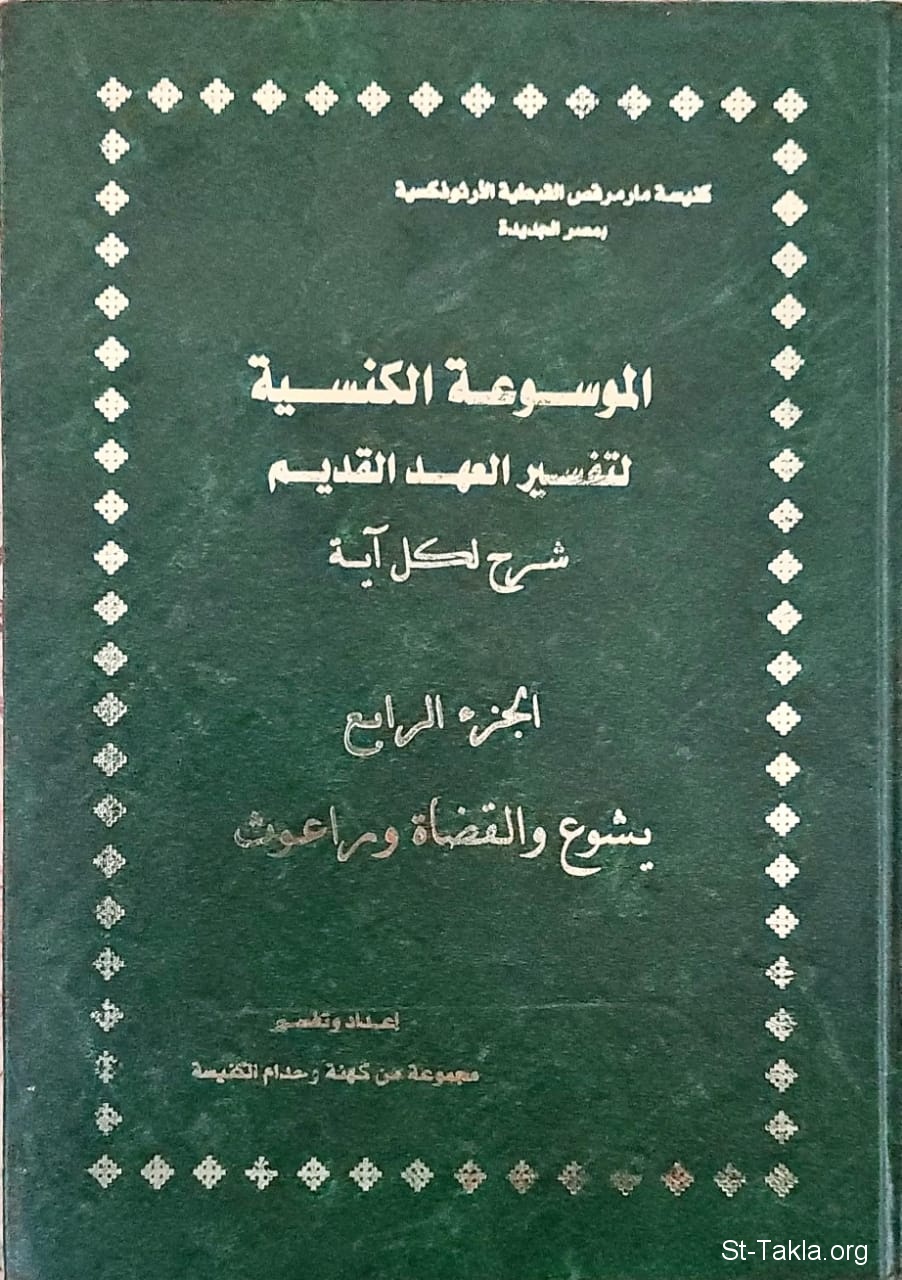 كنيسة مارمرقس القبطية الأرثوذكسية
بمصر الجديدة
الموسوعة الكنسية
لتفسير العهد القديم
شرح لكل آية
الجزء الرابع
يشوع والقضاة وراعوث
إعداد وتفسير
مجموعة من كهنة وخدام الكنيسة
St-Takla.org